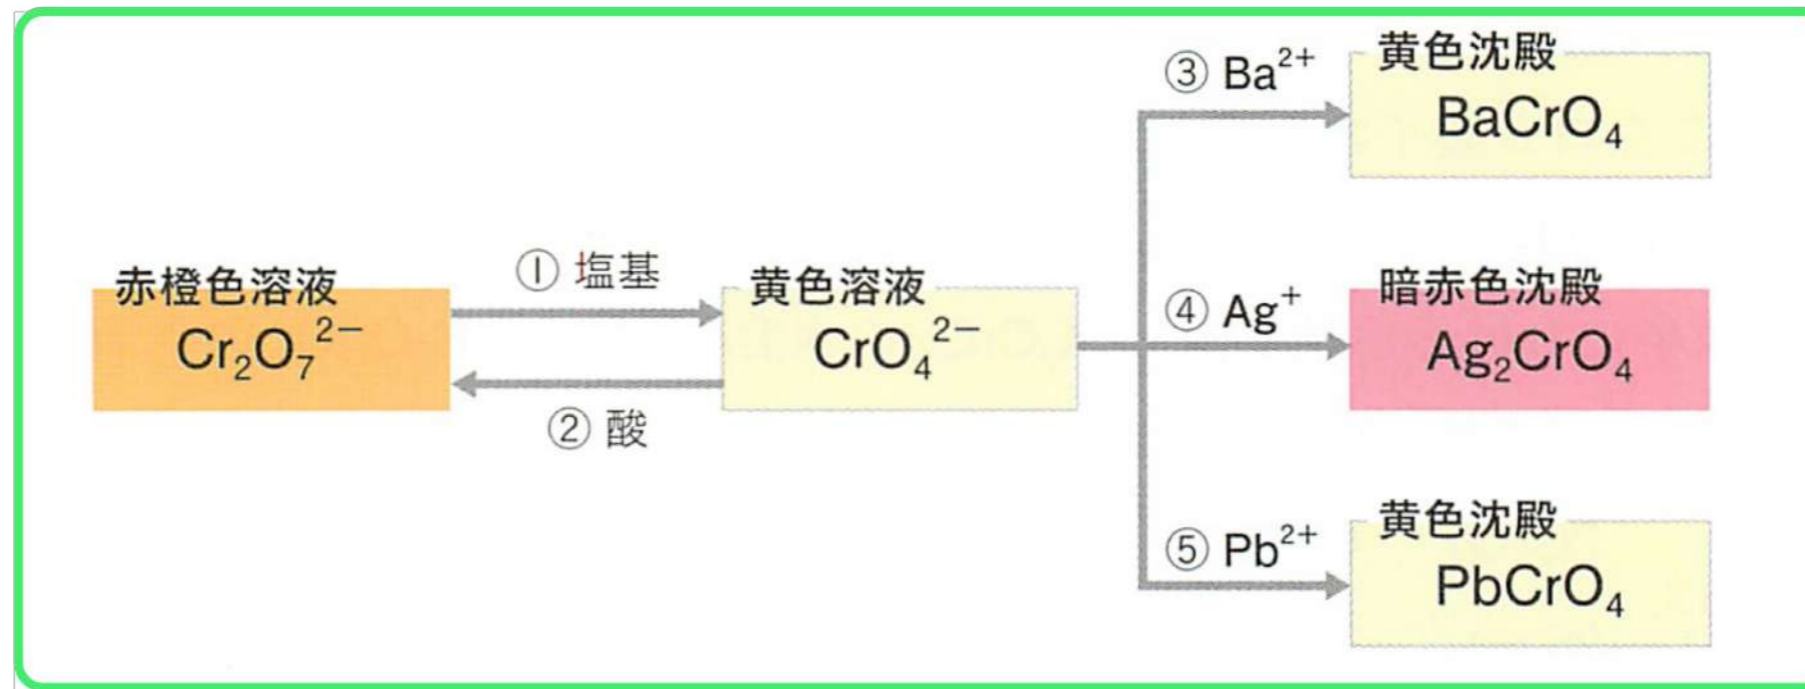 赤橙色溶液
Cr₂O₇²⁻
① 塩基
② 酸
黄色溶液
CrO₄²⁻
③ Ba²⁺
黄色沈殿
BaCrO₄
④ Ag⁺
暗赤色沈殿
Ag₂CrO₄
⑤ Pb²⁺
黄色沈殿
PbCrO₄